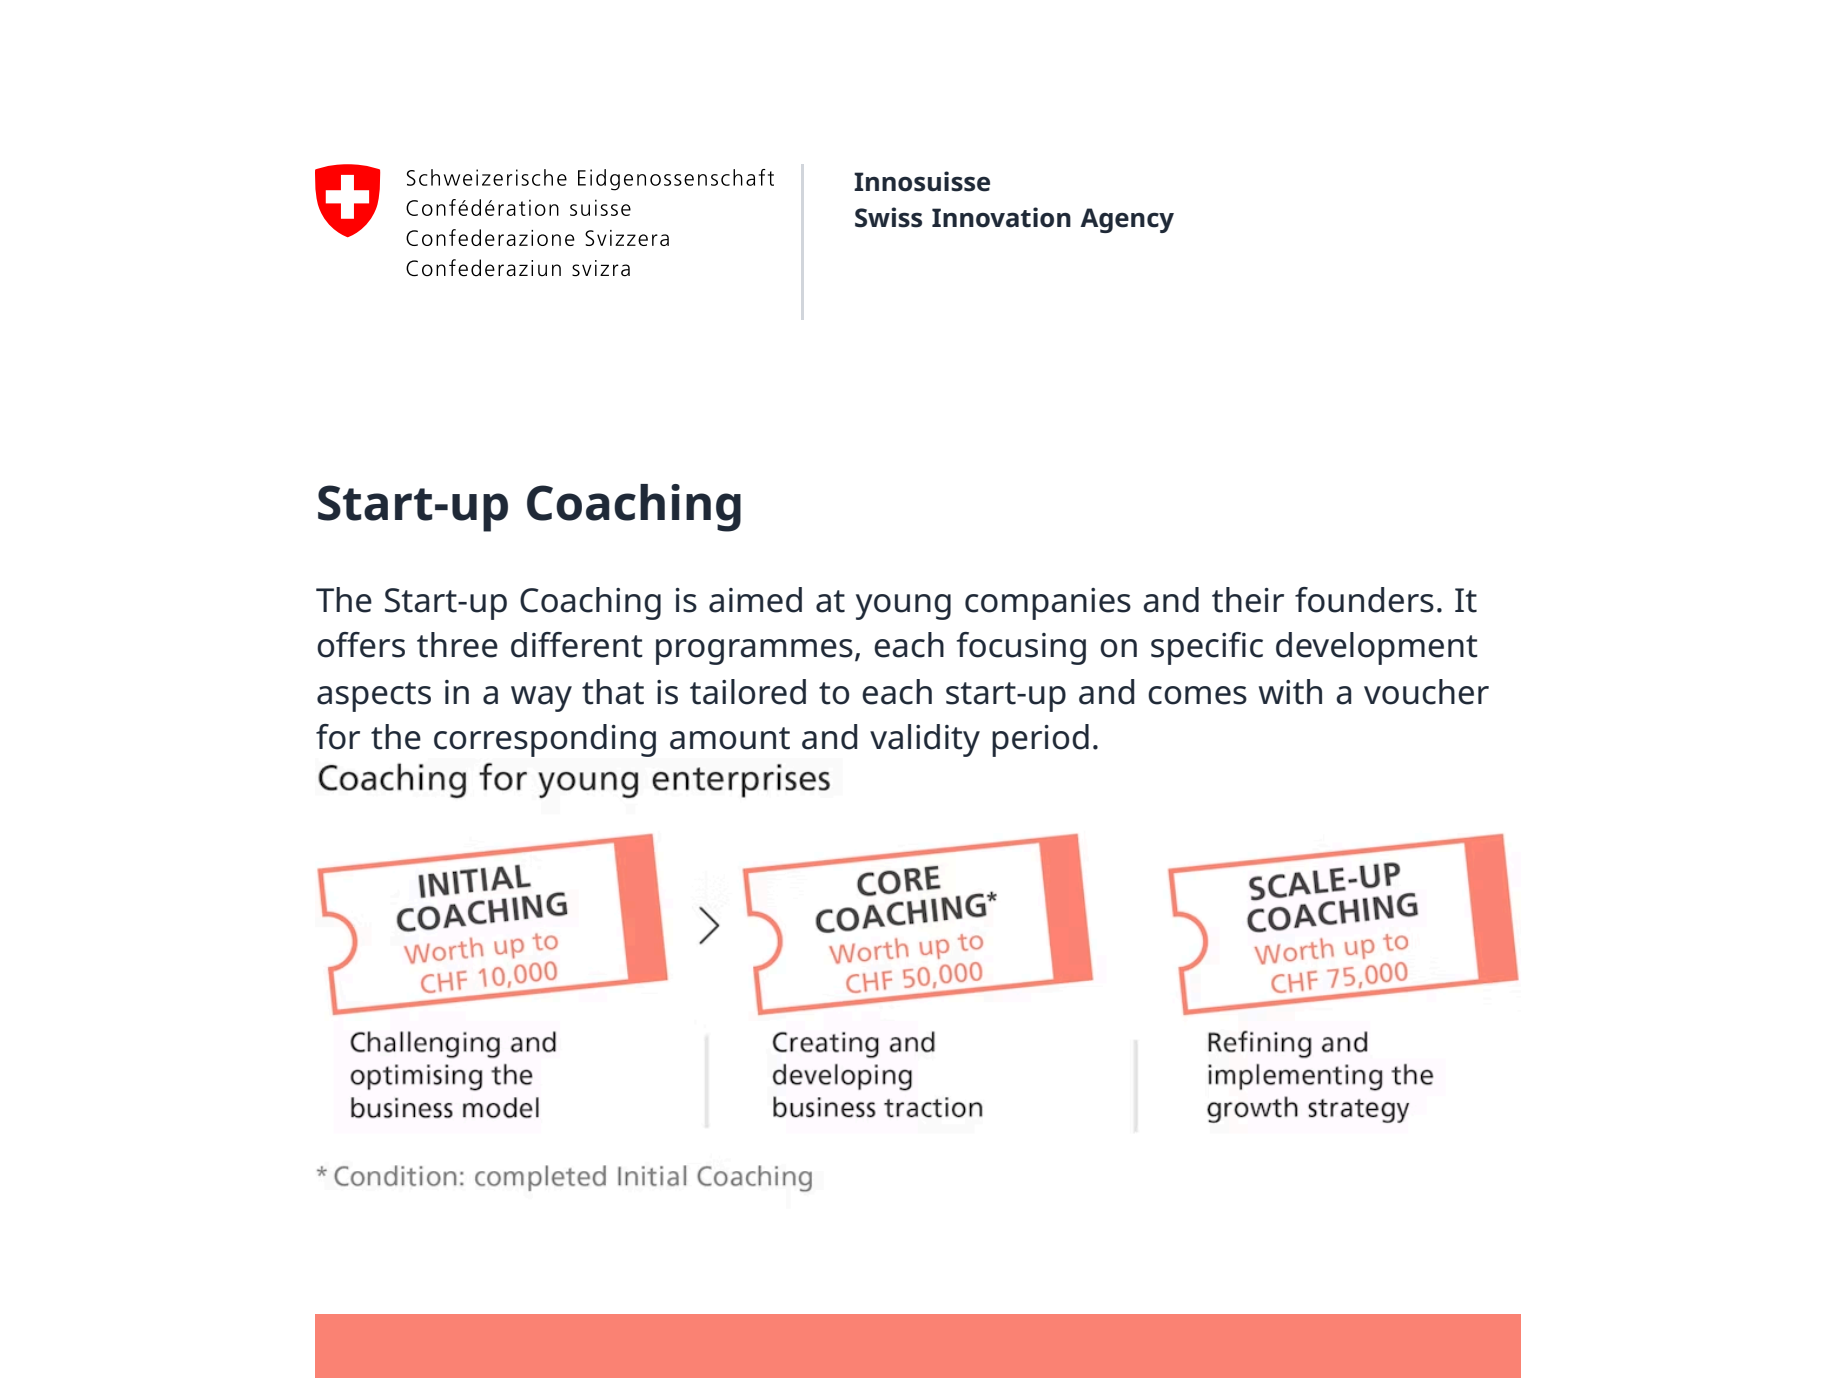 Schweizerische Eidgenossenschaft
Confédération suisse
Confederazione Svizzera
Confederaziun svizra
Innosuisse
Swiss Innovation Agency
Start-up Coaching
The Start-up Coaching is aimed at young companies and their founders. It
offers three different programmes, each focusing on specific development
aspects in a way that is tailored to each start-up and comes with a voucher
for the corresponding amount and validity period.
Coaching for young enterprises
INITIAL
COACHING
Worth up to
CHF 10,000
>
CORE
COACHING*
Worth up to
CHF 50,000
SCALE-UP
COACHING
Worth up to
CHF 75,000
Challenging and
optimising the
business model
Creating and
developing
business traction
Refining and
implementing the
growth strategy
* Condition: completed Initial Coaching